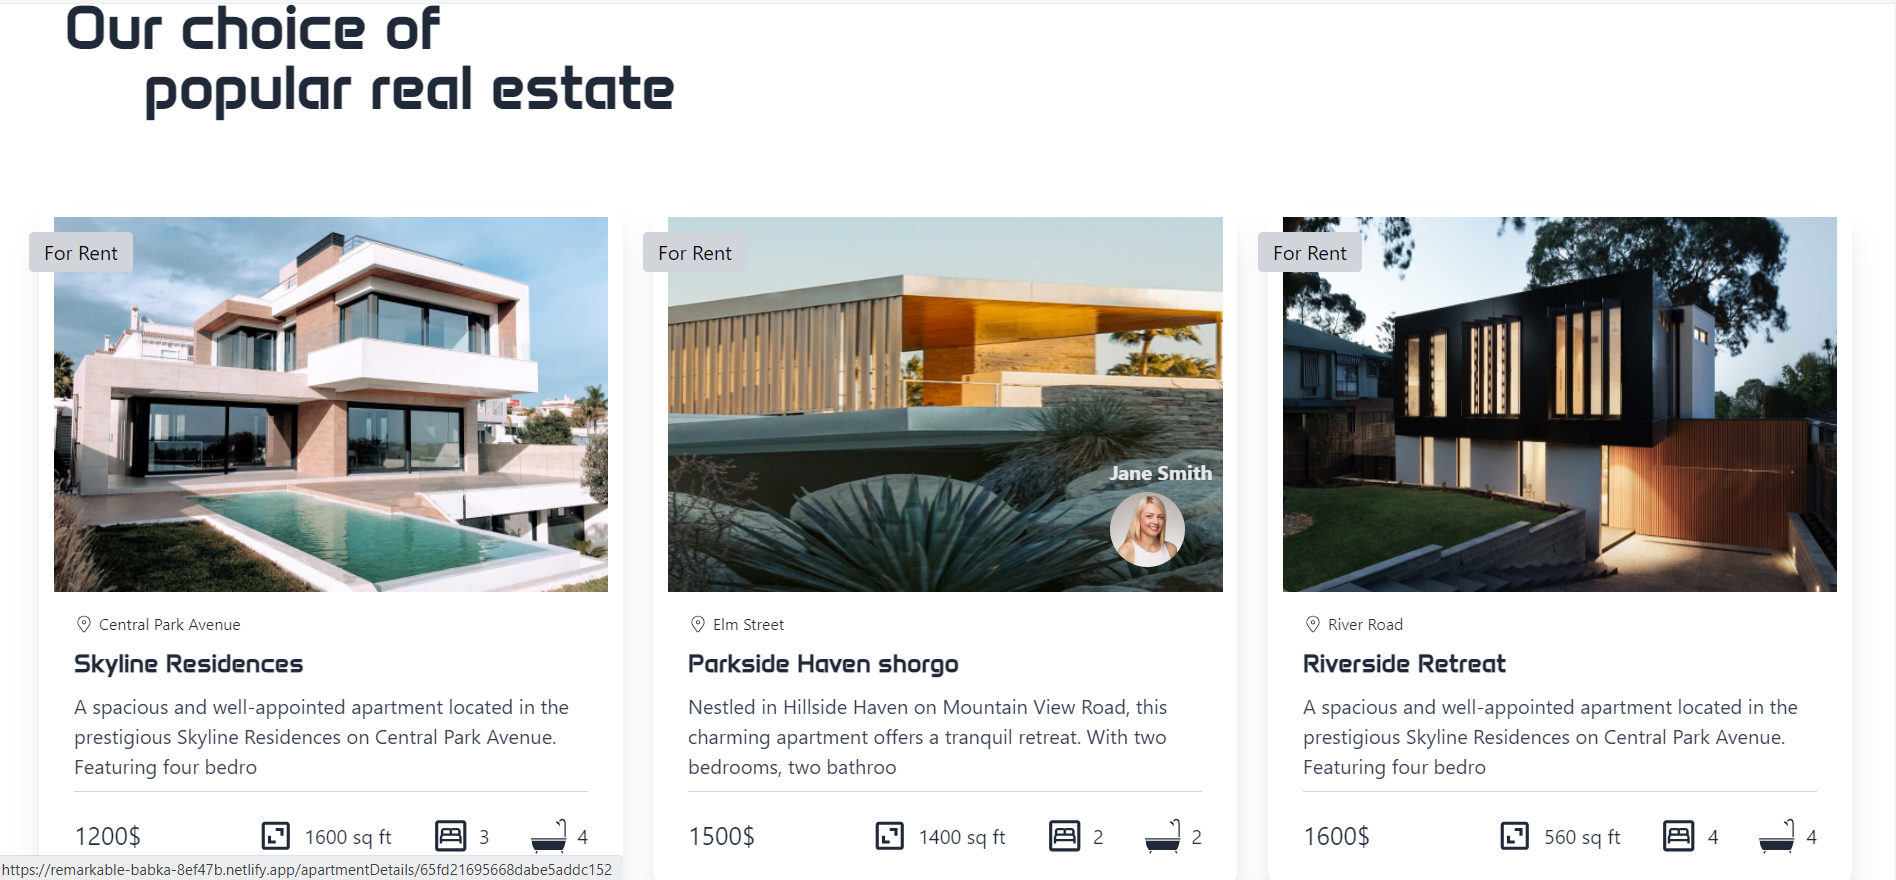 Our choice of
popular real estate
For Rent
For Rent
For Rent
Jane Smith
Central Park Avenue
Skyline Residences
A spacious and well-appointed apartment located in the
prestigious Skyline Residences on Central Park Avenue.
Featuring four bedro
1200$ 1600 sq ft 3 4
Elm Street
Parkside Haven shorgo
Nestled in Hillside Haven on Mountain View Road, this
charming apartment offers a tranquil retreat. With two
bedrooms, two bathroo
1500$ 1400 sq ft 2 2
River Road
Riverside Retreat
A spacious and well-appointed apartment located in the
prestigious Skyline Residences on Central Park Avenue.
Featuring four bedro
1600$ 560 sq ft 4 4
https://remarkable-babka-8ef47b.netlify.app/apartmentDetails/65fd21695668dabe5addc152